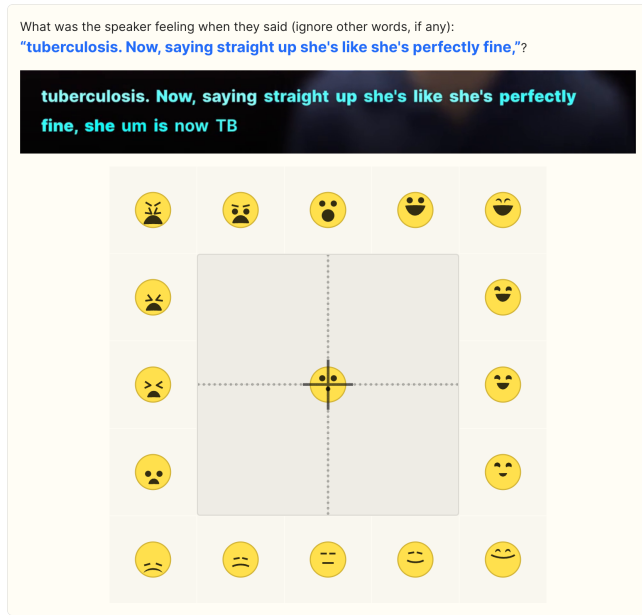 What was the speaker feeling when they said (ignore other words, if any):
“tuberculosis. Now, saying straight up she's like she's perfectly fine,”?
tuberculosis. Now, saying straight up she's like she's perfectly
fine, she um is now TB